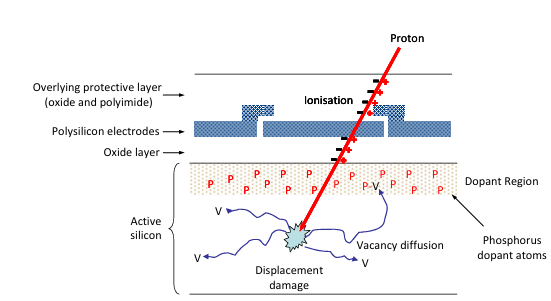 Proton
Overlying protective layer
(oxide and polyimide)
Ionisation
Polysilicon electrodes
Oxide layer
P P P P P P P P P P P
P P P P P P P P P P
V
Dopant Region
Active
silicon
V
V
V
Vacancy diffusion
Displacement
damage
Phosphorus
dopant atoms